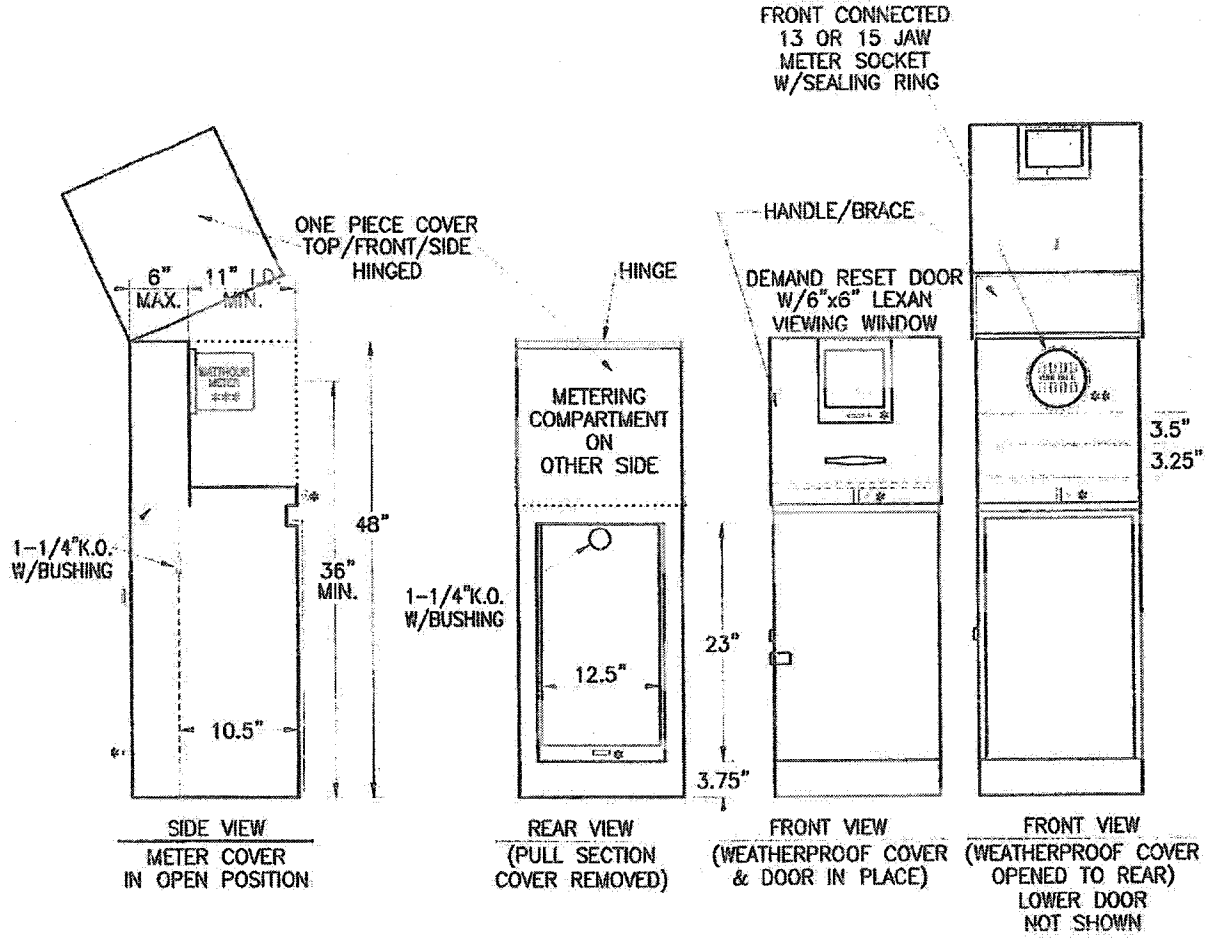 FRONT CONNECTED
13 OR 15 JAW
METER SOCKET
W/SEALING RING
HANDLE/BRACE
ONE PIECE COVER
TOP/FRONT/SIDE
HINGED
6" 11" I.D.
MAX. MIN.
HINGE
DEMAND RESET DOOR
W/6"x6" LEXAN
VIEWING WINDOW
WATTHOUR
METER
***
METERING
COMPARTMENT
ON
OTHER SIDE
**
*
3.5"
3.25"
*
*
**
48"
1-1/4"K.O.
W/BUSHING
36"
MIN.
1-1/4"K.O.
W/BUSHING
23"
12.5"
10.5"
*
*
3.75"
SIDE VIEW
METER COVER
IN OPEN POSITION
REAR VIEW
(PULL SECTION
COVER REMOVED)
FRONT VIEW
(WEATHERPROOF COVER
& DOOR IN PLACE)
FRONT VIEW
(WEATHERPROOF COVER
OPENED TO REAR)
LOWER DOOR
NOT SHOWN